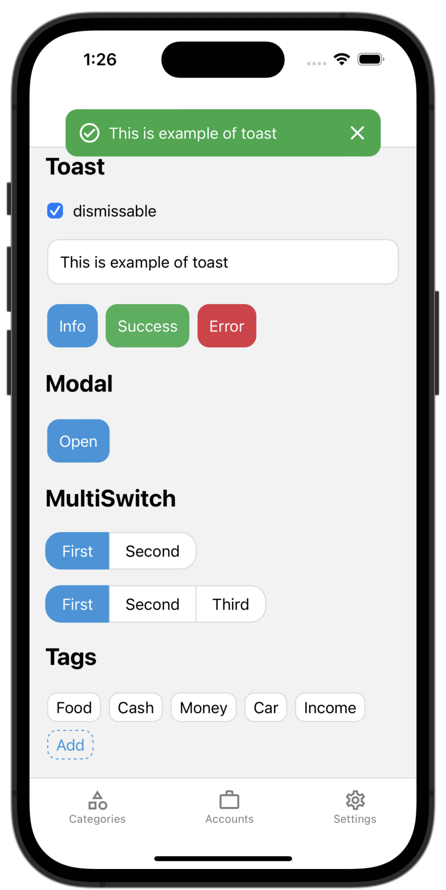 1:26
This is example of toast
Toast
dismissable
This is example of toast
Info Success Error
Modal
Open
MultiSwitch
First Second
First Second Third
Tags
Food Cash Money Car Income
Add
Categories Accounts Settings